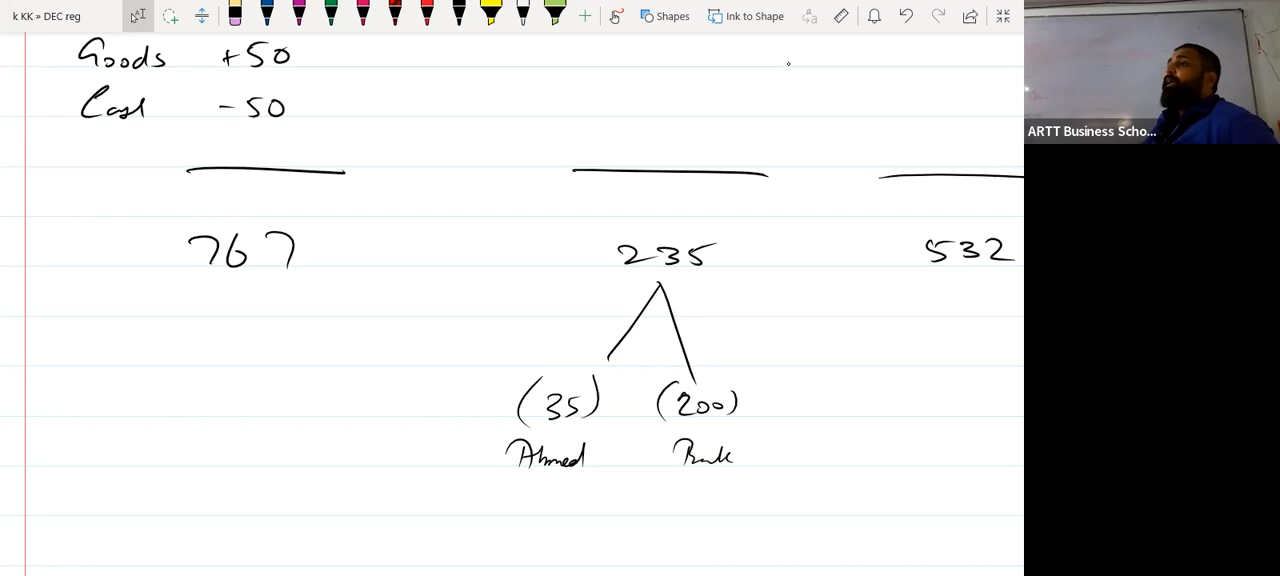 k KK » DEC reg
Shapes
Ink to Shape
Goods +50
Cash -50
ARTT Business Scho...
767 235 532
(35) (200)
Ahmed Bank